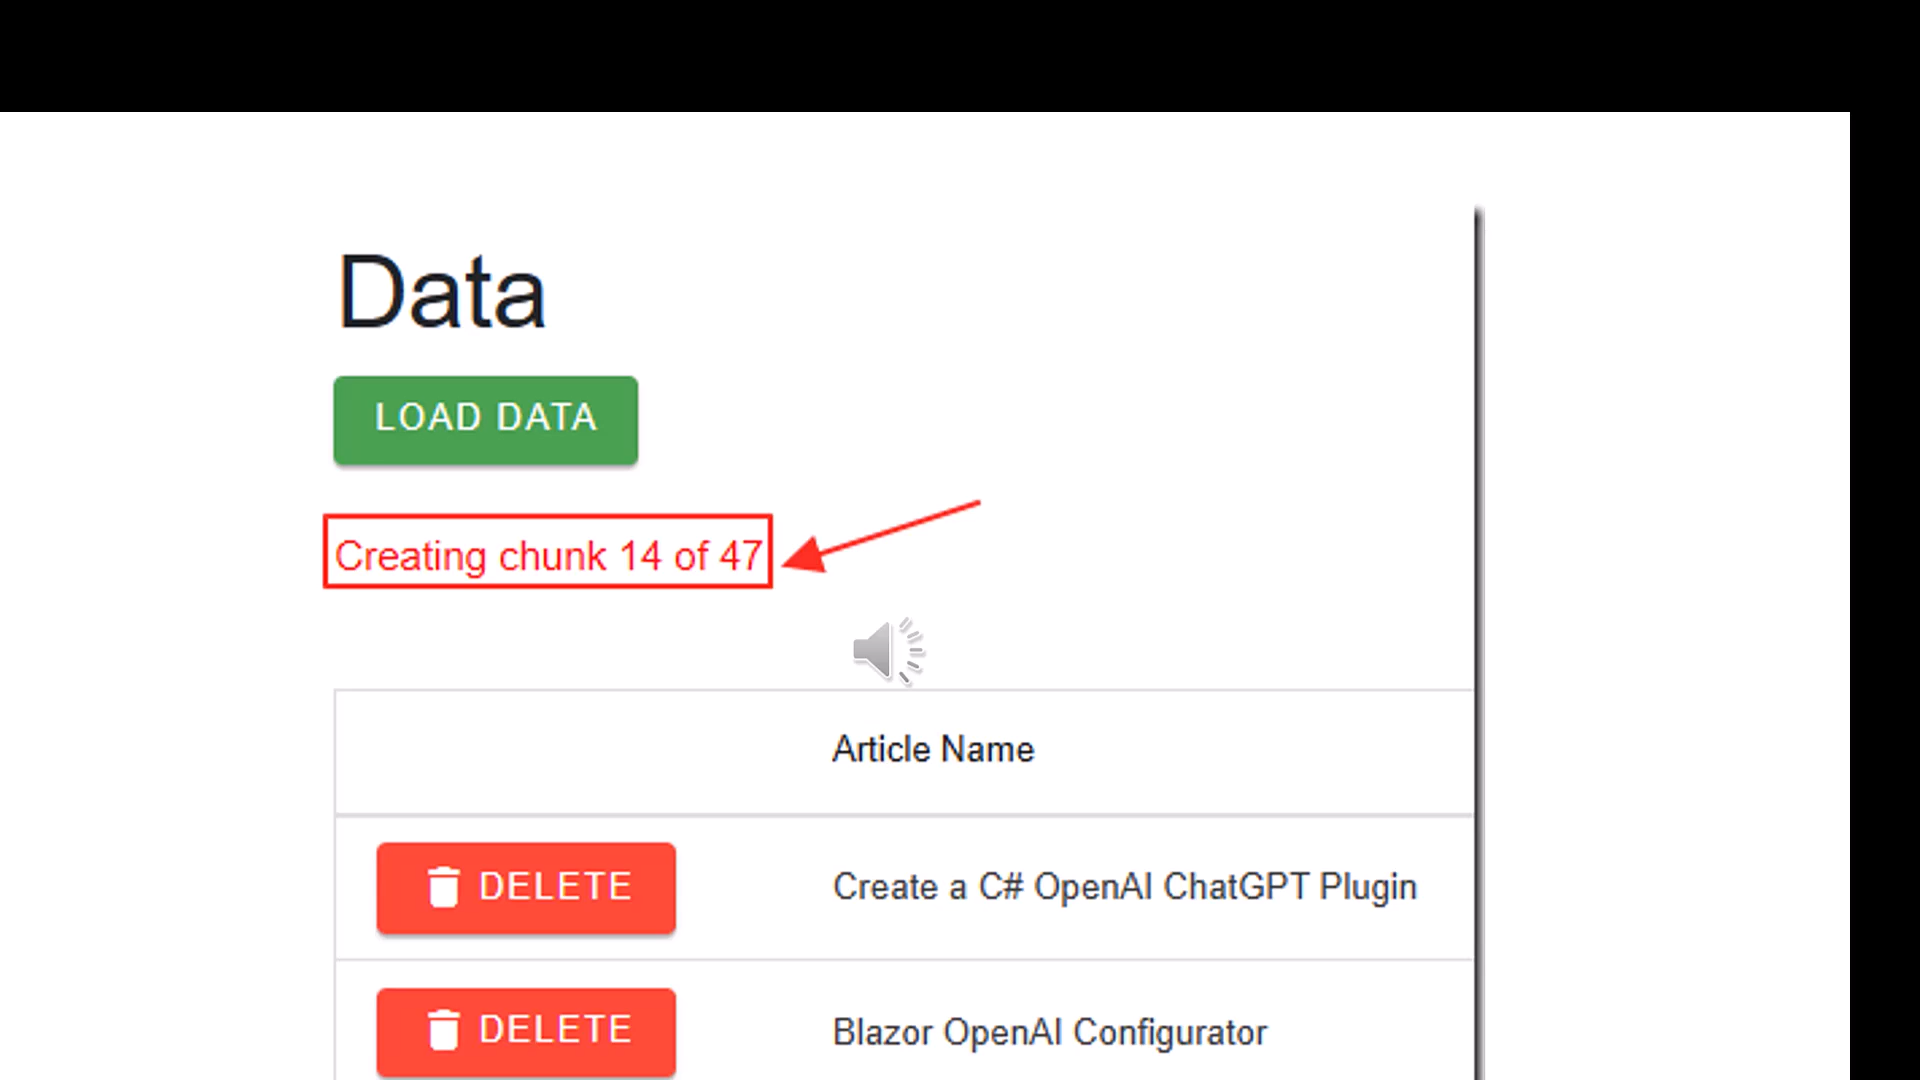 Data
LOAD DATA
Creating chunk 14 of 47
Article Name
DELETE Create a C# OpenAI ChatGPT Plugin
DELETE Blazor OpenAI Configurator